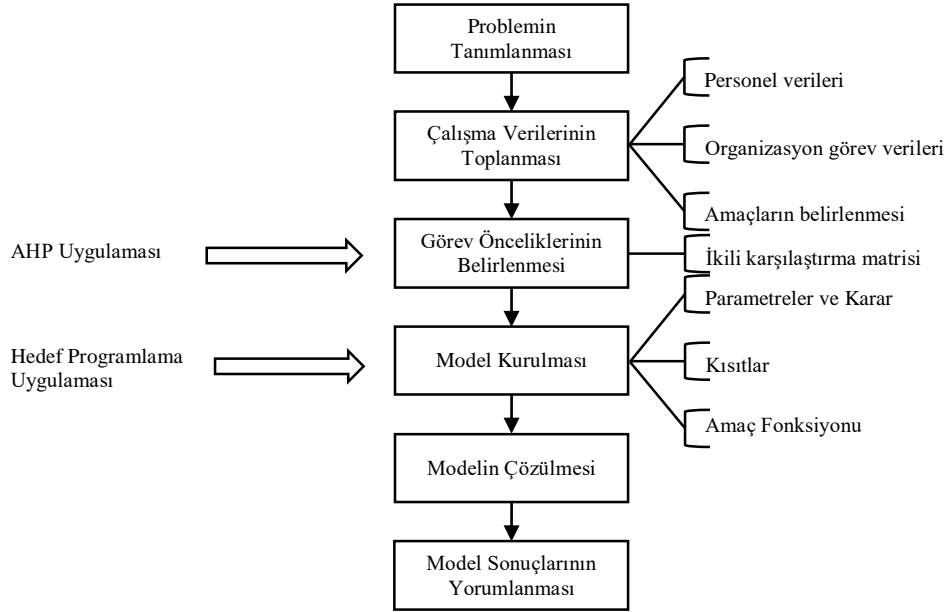 Problemin
Tanımlanması
Çalışma Verilerinin
Toplanması
Personel verileri
Organizasyon görev verileri
Amaçların belirlenmesi
AHP Uygulaması
Görev Önceliklerinin
Belirlenmesi
İkili karşılaştırma matrisi
Hedef Programlama
Uygulaması
Model Kurulması
Parametreler ve Karar
Kısıtlar
Amaç Fonksiyonu
Modelin Çözülmesi
Model Sonuçlarının
Yorumlanması